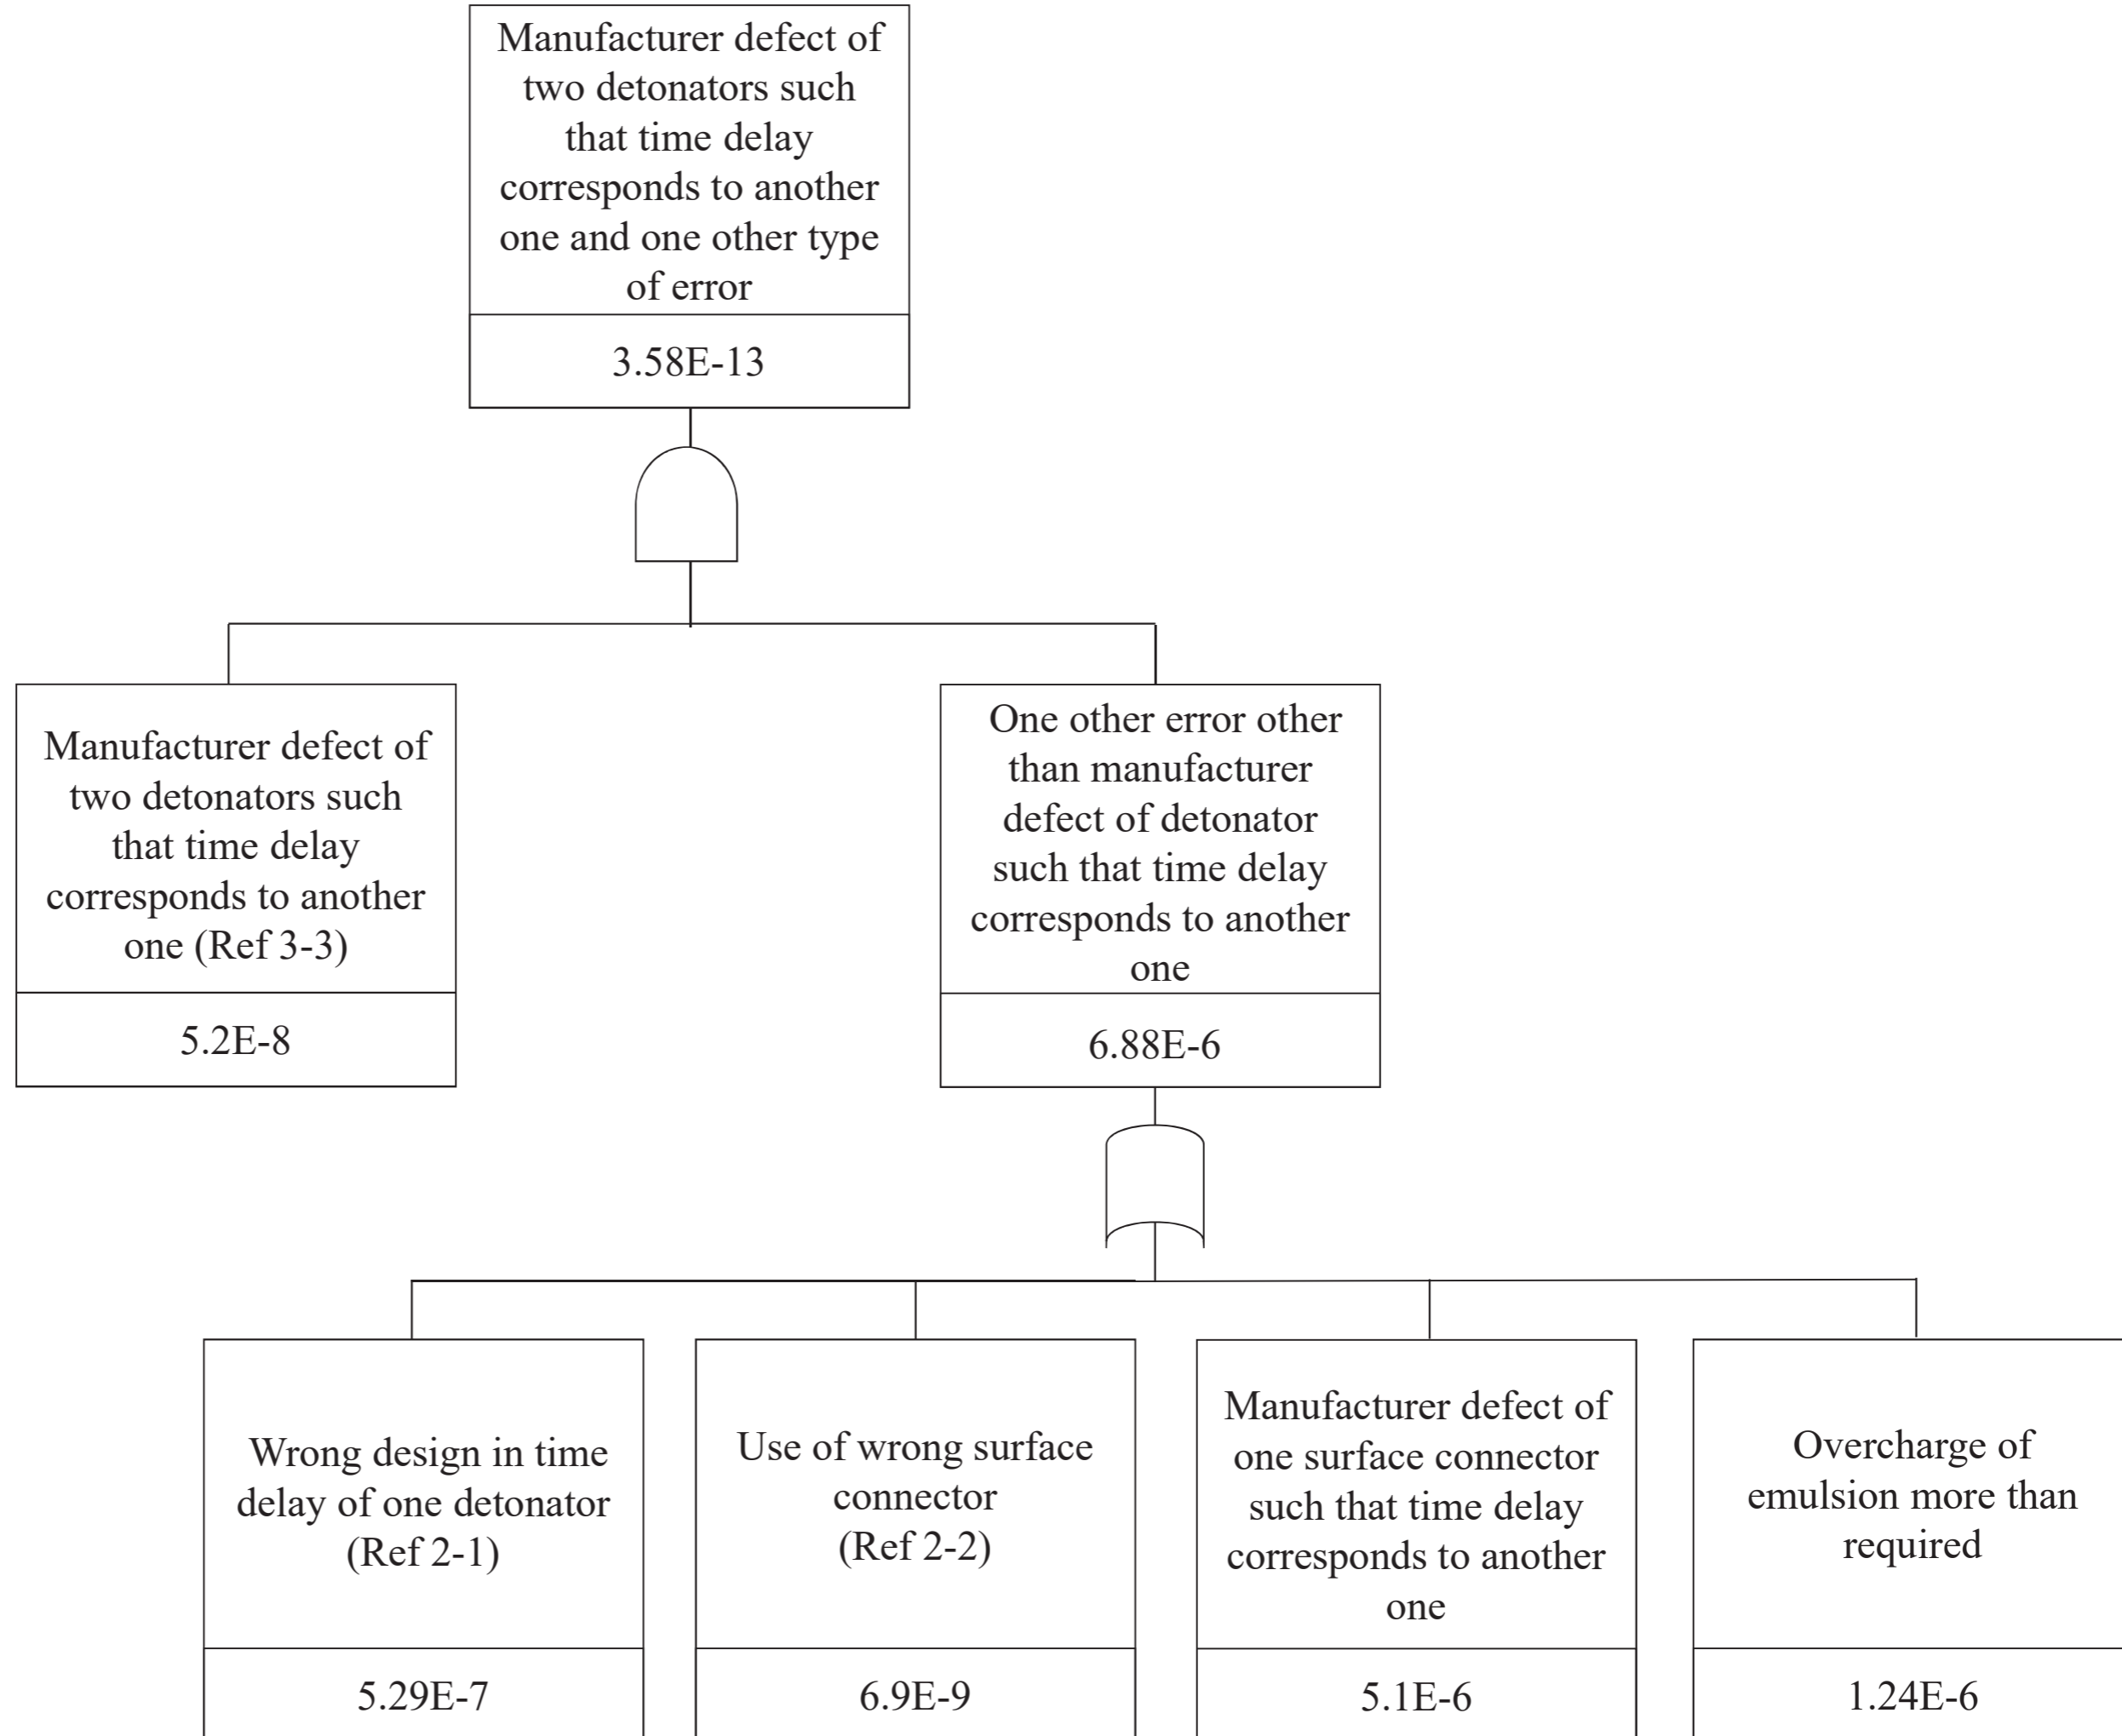 Manufacturer defect of
two detonators such
that time delay
corresponds to another
one and one other type
of error
3.58E-13
Manufacturer defect of
two detonators such
that time delay
corresponds to another
one (Ref 3-3)
5.2E-8
One other error other
than manufacturer
defect of detonator
such that time delay
corresponds to another
one
6.88E-6
Wrong design in time
delay of one detonator
(Ref 2-1)
5.29E-7
Use of wrong surface
connector
(Ref 2-2)
6.9E-9
Manufacturer defect of
one surface connector
such that time delay
corresponds to another
one
5.1E-6
Overcharge of
emulsion more than
required
1.24E-6